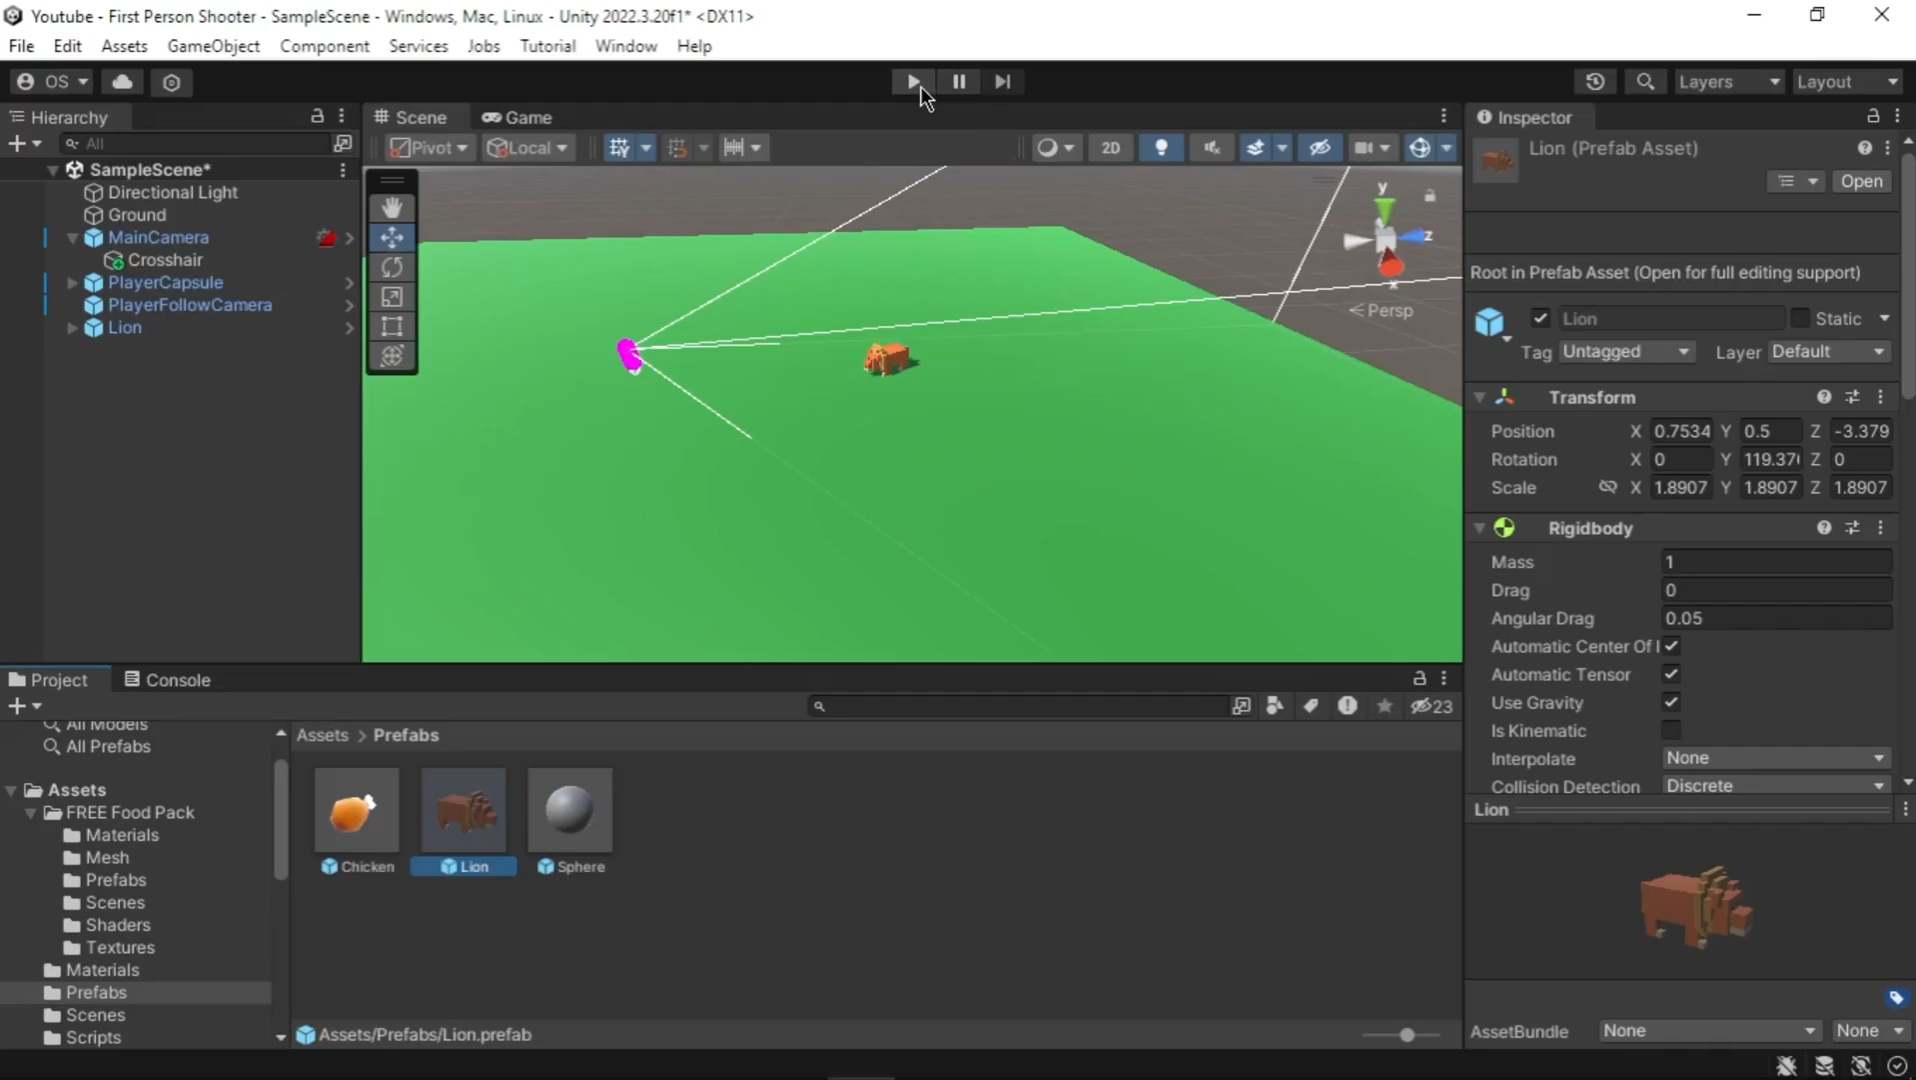 Youtube - First Person Shooter - SampleScene - Windows, Mac, Linux - Unity 2022.3.20f1* <DX11>
File Edit Assets GameObject Component Services Jobs Tutorial Window Help
OS Layers Layout
Hierarchy
All
SampleScene*
Directional Light
Ground
MainCamera
Crosshair
PlayerCapsule
PlayerFollowCamera
Lion
Scene Game
Pivot Local 2D
y
z
x
Persp
Inspector
Lion (Prefab Asset)
Open
Root in Prefab Asset (Open for full editing support)
Lion Static
Tag Untagged Layer Default
Transform
Position X 0.7534 Y 0.5 Z -3.379
Rotation X 0 Y 119.37 Z 0
Scale X 1.8907 Y 1.8907 Z 1.8907
Rigidbody
Mass 1
Drag 0
Angular Drag 0.05
Automatic Center Of
Automatic Tensor
Use Gravity
Is Kinematic
Interpolate None
Collision Detection Discrete
Lion
AssetBundle None None
Project Console
23
All Models
All Prefabs
Assets
FREE Food Pack
Materials
Mesh
Prefabs
Scenes
Shaders
Textures
Materials
Prefabs
Scenes
Scripts
Assets > Prefabs
Chicken Lion Sphere
Assets/Prefabs/Lion.prefab